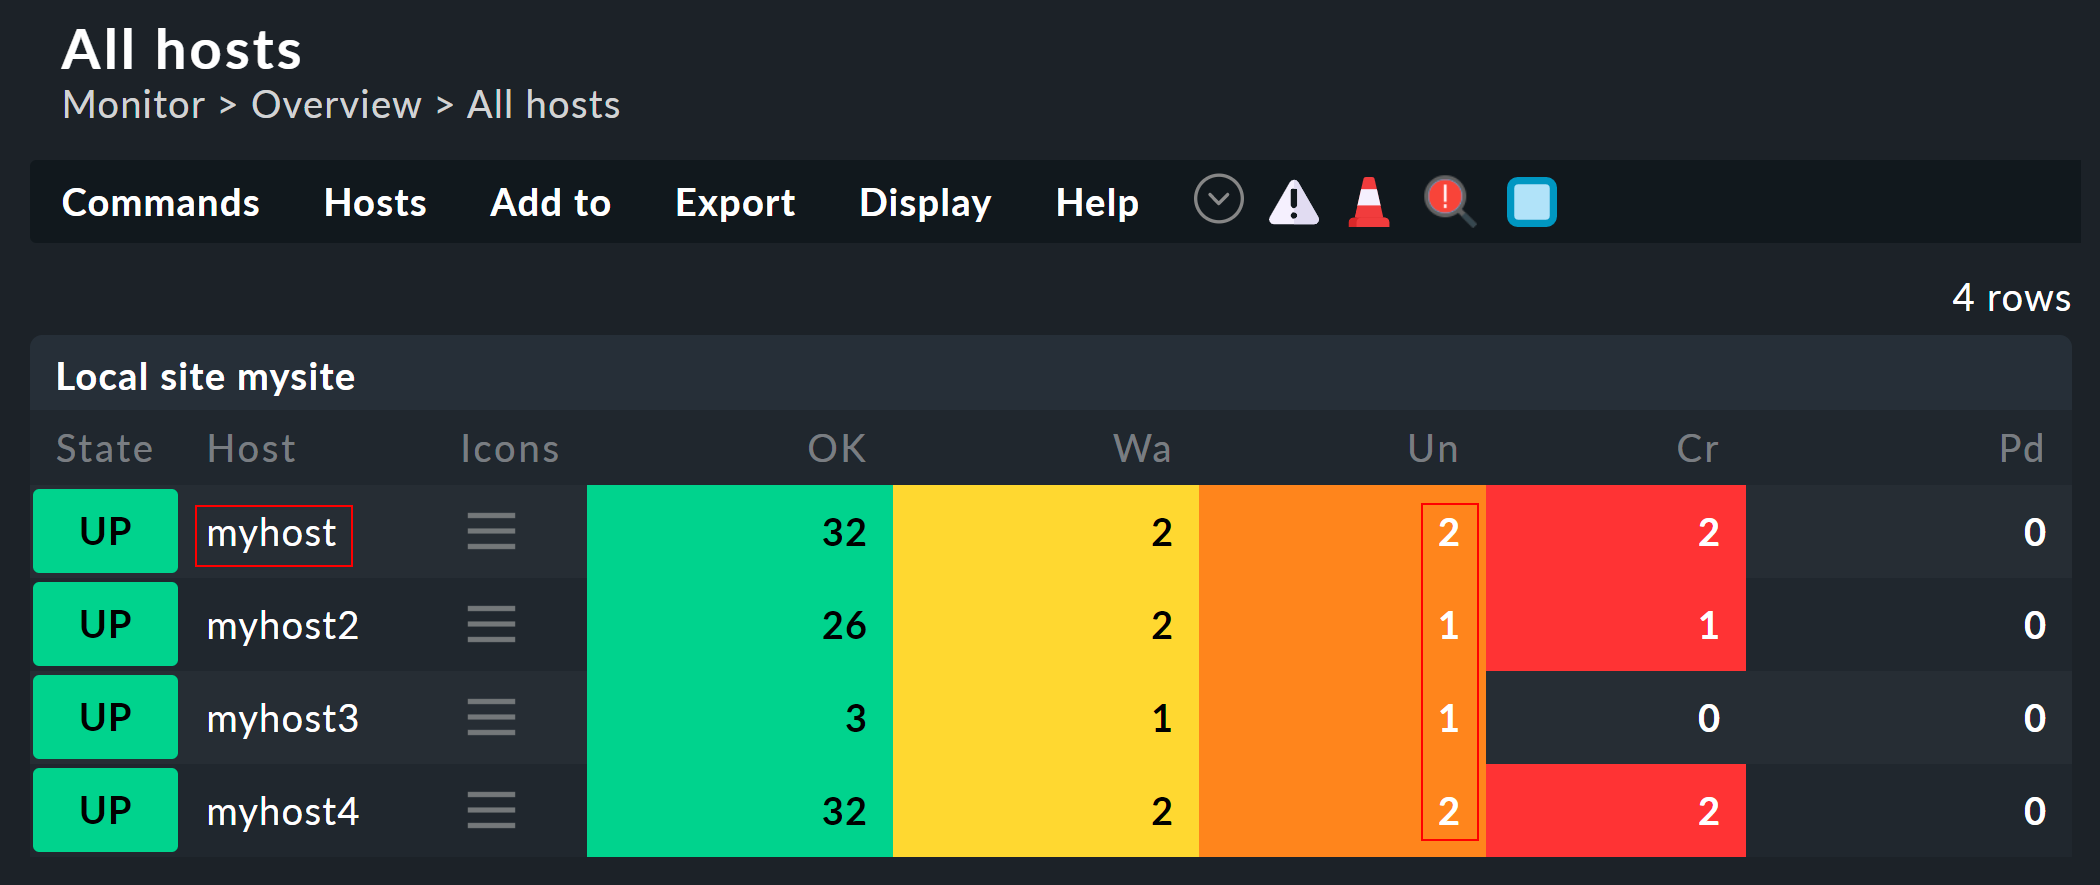 All hosts
Monitor > Overview > All hosts
Commands Hosts Add to Export Display Help
4 rows
Local site mysite
State Host Icons OK Wa Un Cr Pd
UP myhost 32 2 2 2 0
UP myhost2 26 2 1 1 0
UP myhost3 3 1 1 0 0
UP myhost4 32 2 2 2 0